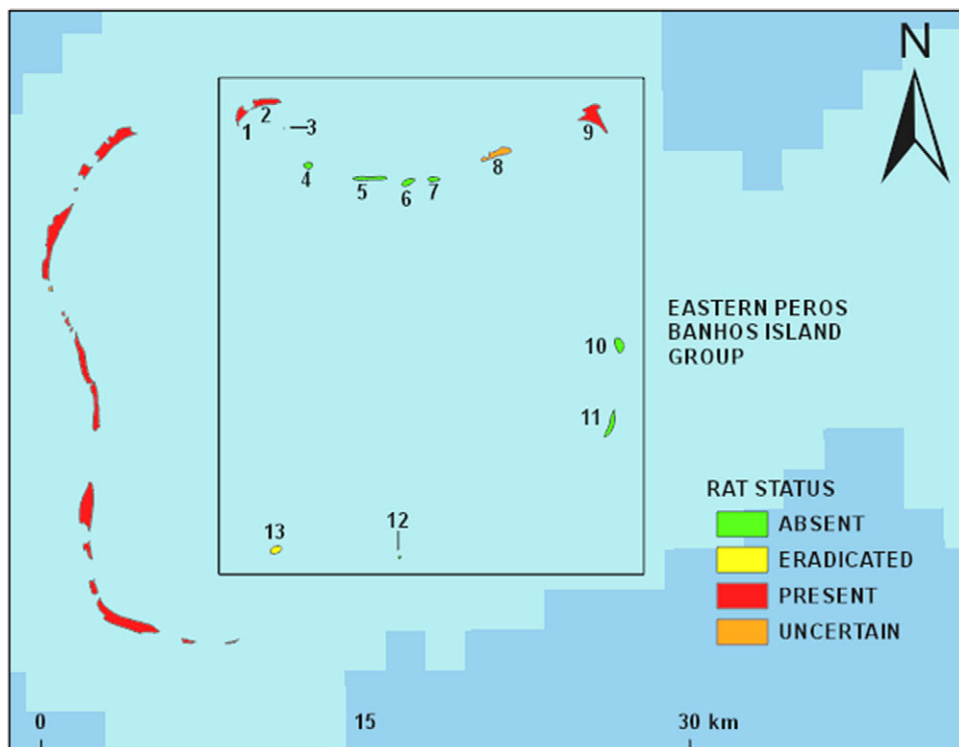 N
1
2
3
4
5
6
7
8
9
10
11
12
13
EASTERN PEROS
BANHOS ISLAND
GROUP
RAT STATUS
ABSENT
ERADICATED
PRESENT
UNCERTAIN
0 15 30 km